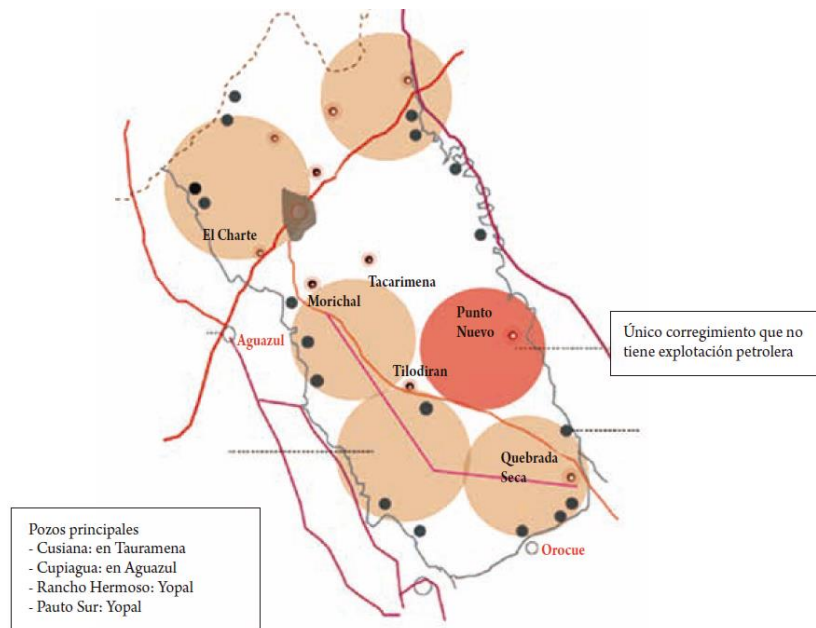 El Charte
Tacarimena
Morichal
Punto
Nuevo
Único corregimiento que no
tiene explotación petrolera
Aguazul
Tilodiran
Quebrada
Seca
Pozos principales
- Cusiana: en Tauramena
- Cupiagua: en Aguazul
- Rancho Hermoso: Yopal
- Pauto Sur: Yopal
Orocue